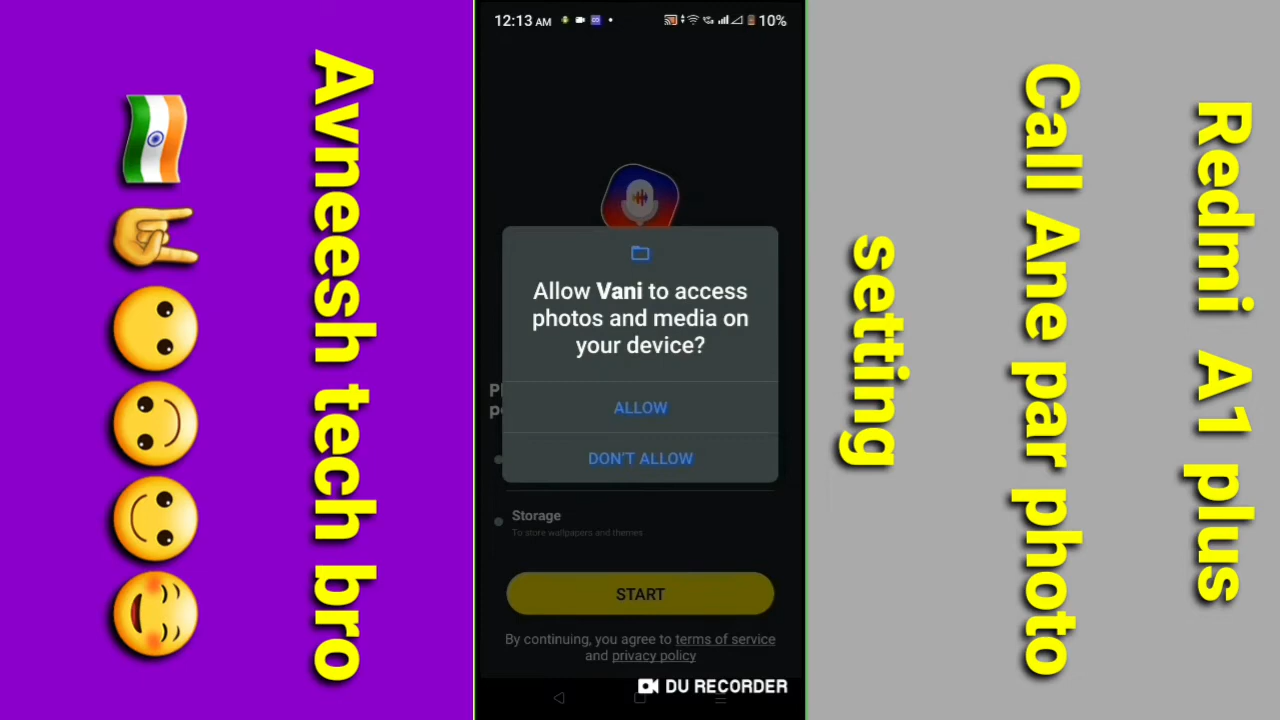 Avneesh tech bro
12:13 AM
10%
Allow Vani to access
photos and media on
your device?
ALLOW
DON'T ALLOW
Storage
To store wallpapers and themes
START
By continuing, you agree to terms of service
and privacy policy
DU RECORDER
Redmi A1 plus
Call Ane par photo
setting